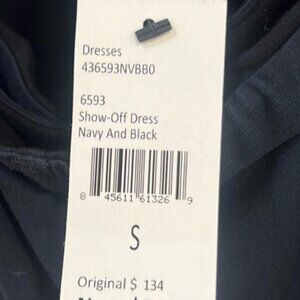 Dresses
436593NVBB0
6593
Show-Off Dress
Navy And Black
8 45611 61326 9
S
Original $ 134